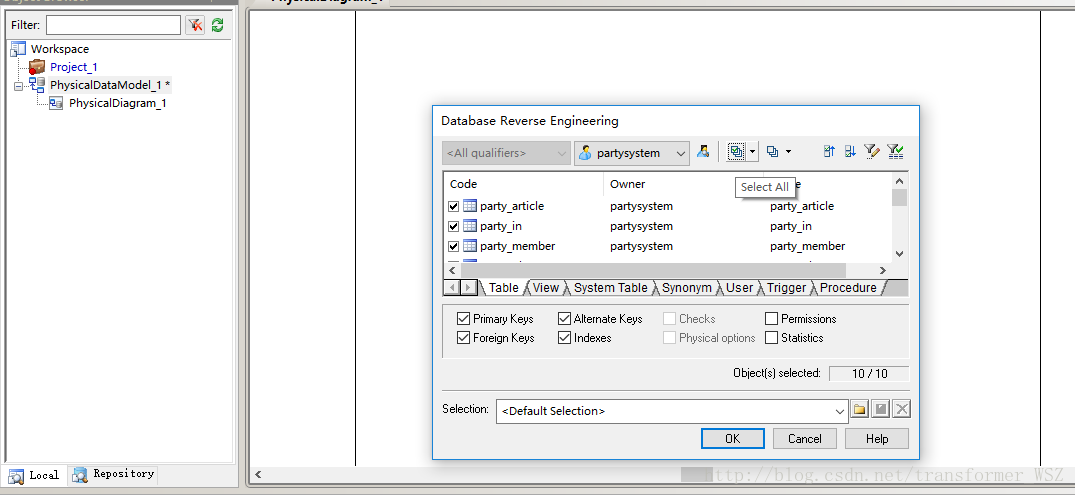 PhysicalDiagram_1
Filter:
Workspace
Project_1
PhysicalDataModel_1 *
PhysicalDiagram_1
Database Reverse Engineering
<All qualifiers>
partysystem
Code Owner
Select All
party_article partysystem party_article
party_in partysystem party_in
party_member partysystem party_member
Table View System Table Synonym User Trigger Procedure
Primary Keys Alternate Keys Checks Permissions
Foreign Keys Indexes Physical options Statistics
Object(s) selected: 10 / 10
Selection: <Default Selection>
OK Cancel Help
Local Repository
http://blog.csdn.net/transformer_WSZ